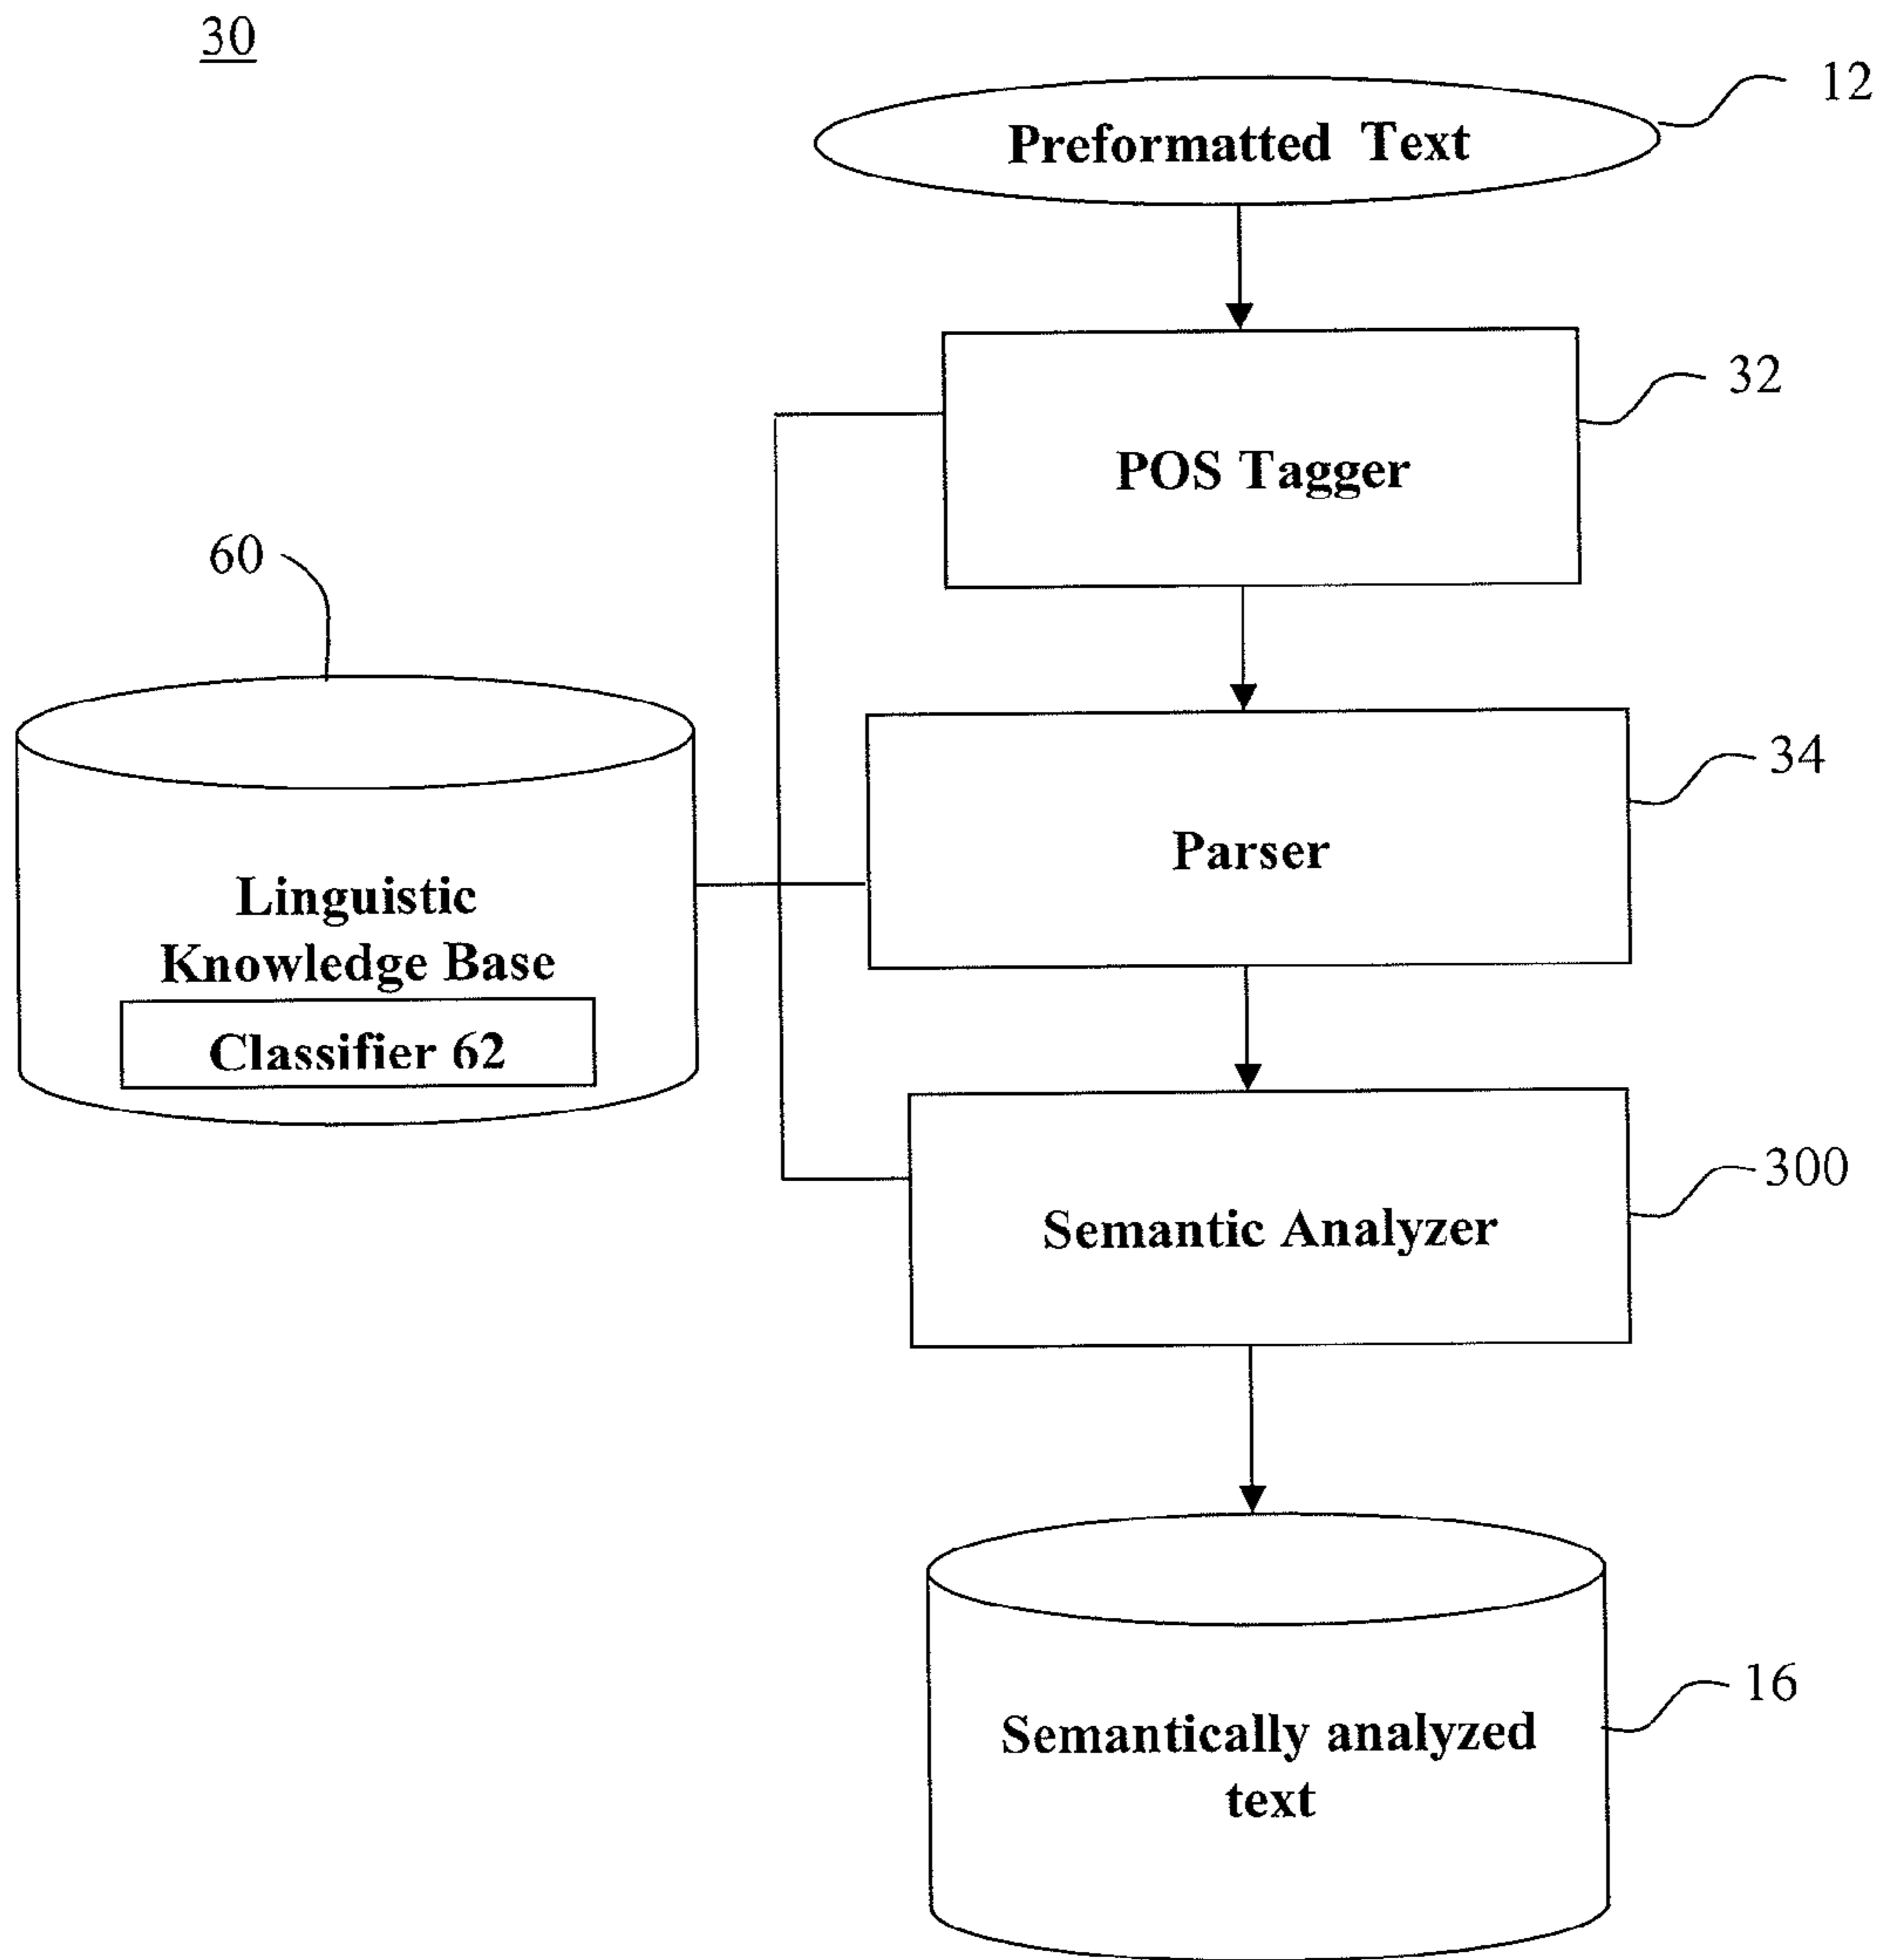 30
12
Preformatted Text
32
POS Tagger
60
34
Parser
Linguistic
Knowledge Base
Classifier 62
300
Semantic Analyzer
16
Semantically analyzed
text